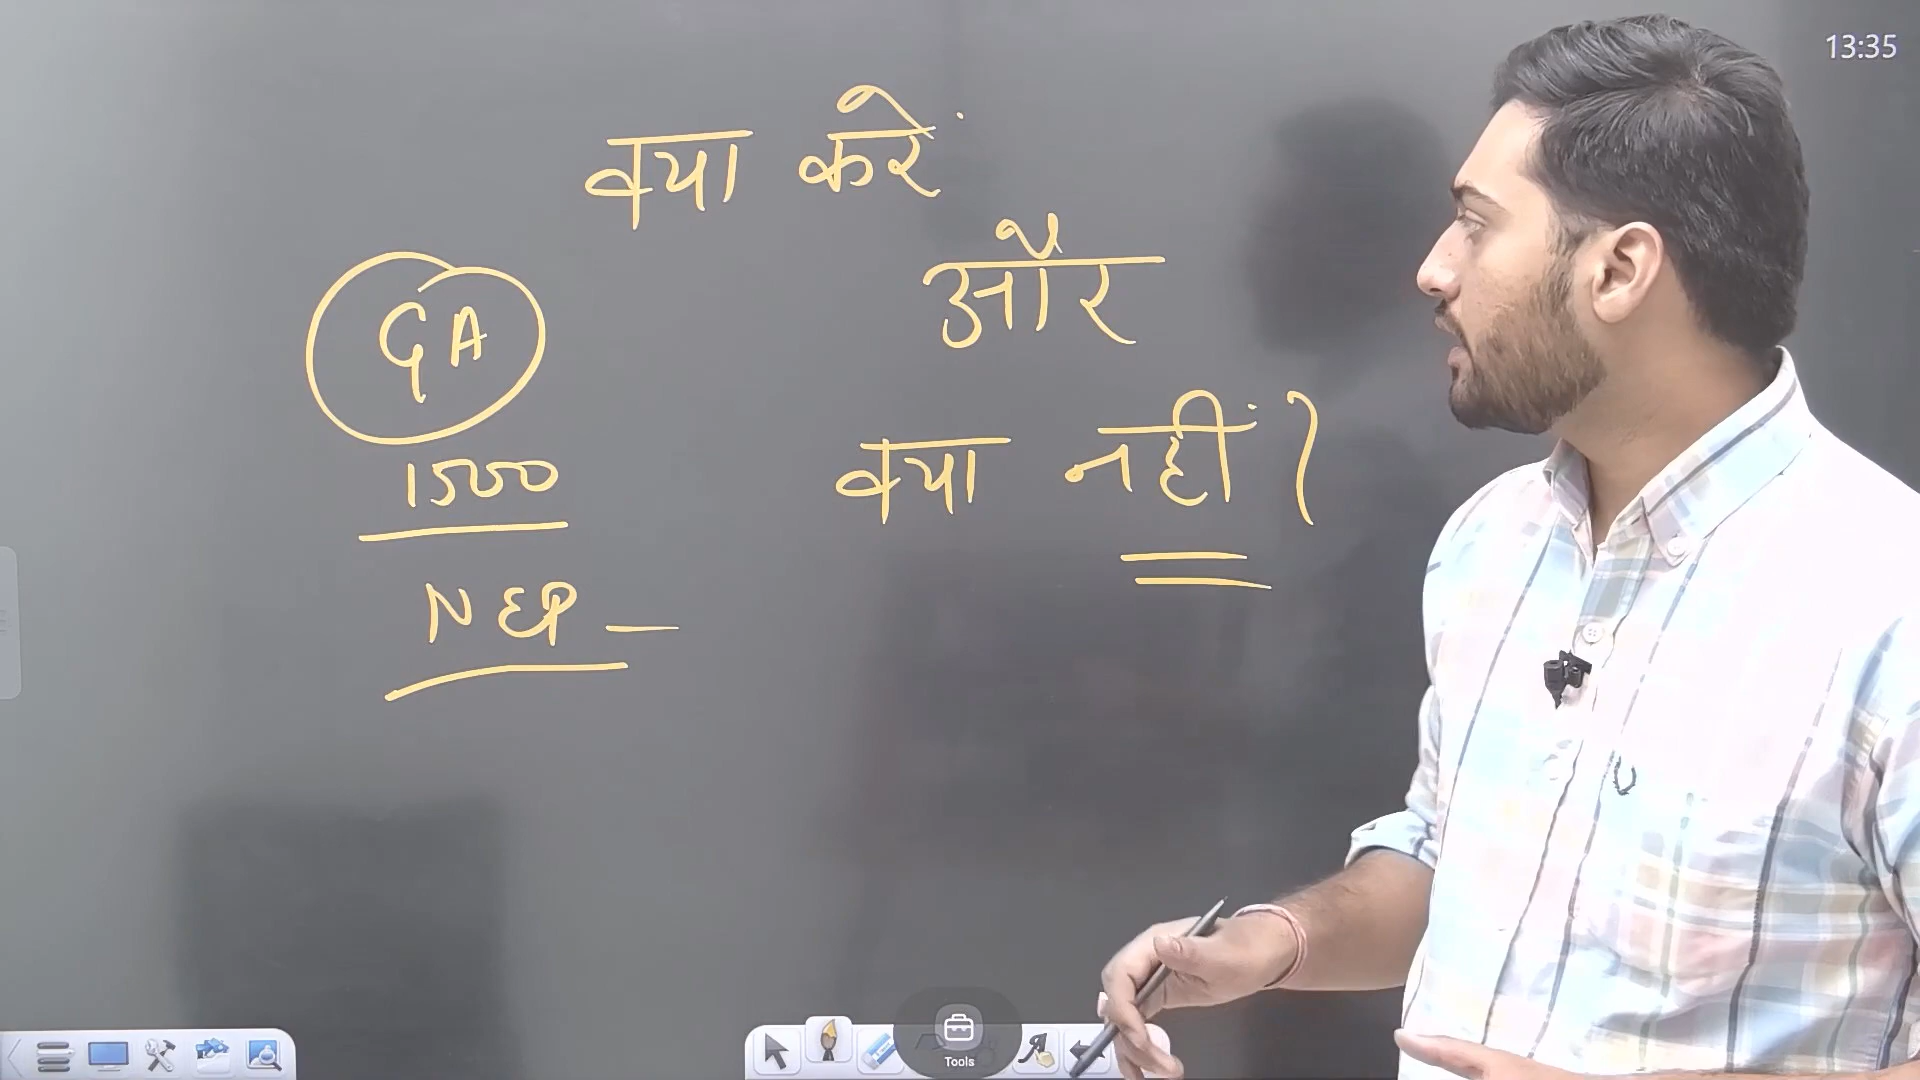 13:35
क्या करें
और
क्या नहीं?
GA
1500
NEP _
Tools